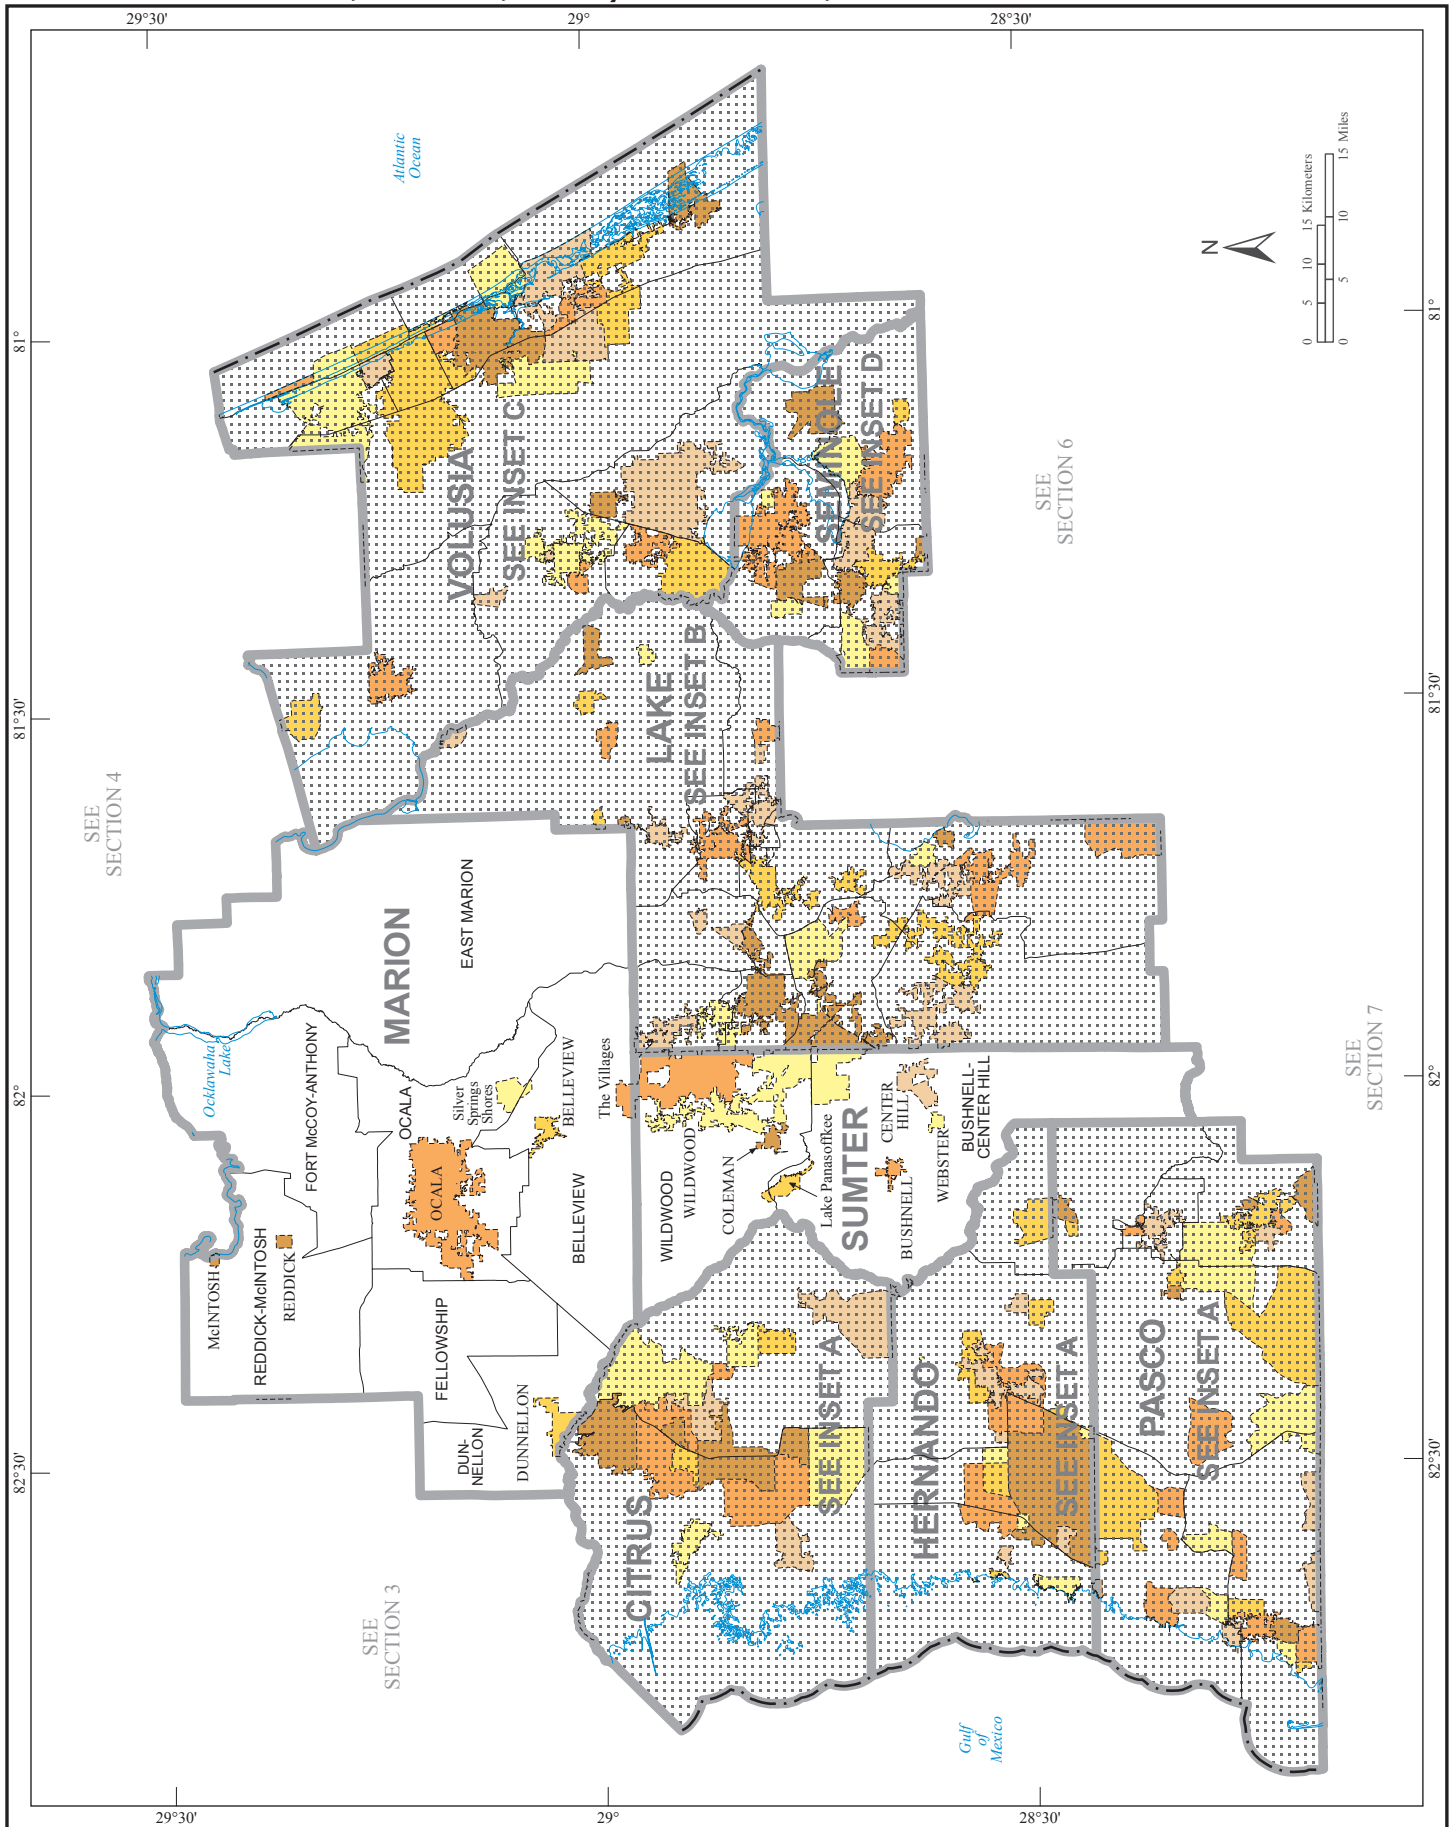 29°30'
29°
28°30'
81°
81°
81°30'
81°30'
82°
82°
82°30'
82°30'
29°30'
29°
28°30'
Atlantic
Ocean
N
0 5 10 15 Kilometers
0 5 10 15 Miles
VOLUSIA
SEE INSET C
SEMINOLE
SEE INSET D
SEE
SECTION 6
LAKE
SEE INSET B
SEE
SECTION 4
MARION
EAST MARION
Ocklawaha
Lake
FORT McCOY-ANTHONY
OCALA
Silver
Springs
Shores
BELLEVIEW
The Villages
OCALA
McINTOSH
REDDICK-McINTOSH
REDDICK
BELLEVIEW
FELLOWSHIP
DUN-
NELLON
DUNNELLON
WILDWOOD
WILDWOOD
COLEMAN
Lake Panasoffkee
SUMTER
CENTER
HILL
BUSHNELL
WEBSTER
BUSHNELL-
CENTER HILL
SEE
SECTION 7
CITRUS
SEE INSET A
HERNANDO
SEE INSET A
PASCO
SEE INSET A
SEE
SECTION 3
Gulf
of
Mexico